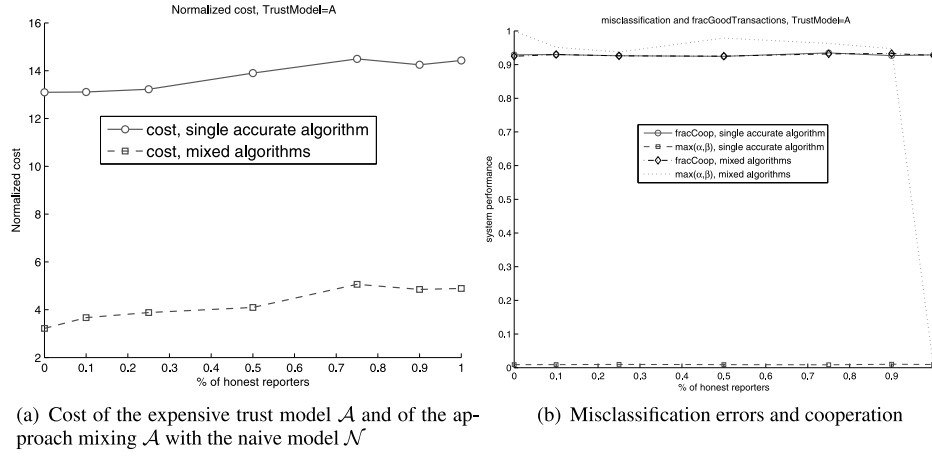 Normalized cost, TrustModel=A
16
14
12
10
8
6
4
2
Normalized cost
cost, single accurate algorithm
cost, mixed algorithms
0 0.1 0.2 0.3 0.4 0.5 0.6 0.7 0.8 0.9 1
% of honest reporters
(a) Cost of the expensive trust model A and of the ap-
proach mixing A with the naive model N
misclassification and fracGoodTransactions, TrustModel=A
1
0.9
0.8
0.7
0.6
0.5
0.4
0.3
0.2
0.1
0
system performance
fracCoop, single accurate algorithm
max(α,β), single accurate algorithm
fracCoop, mixed algorithms
max(α,β), mixed algorithms
0 0.1 0.2 0.3 0.4 0.5 0.6 0.7 0.8 0.9
% of honest reporters
(b) Misclassification errors and cooperation